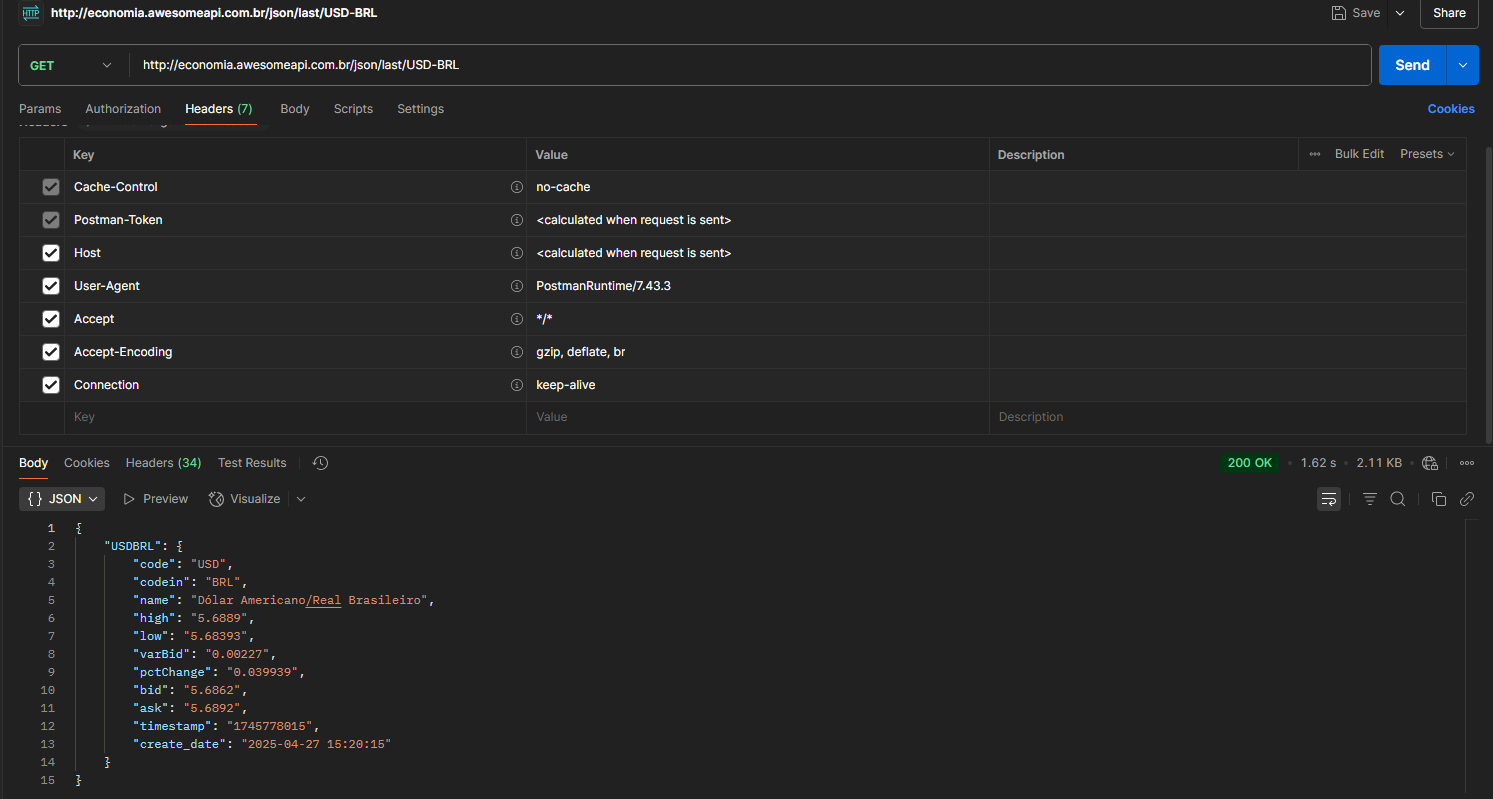 HTTP http://economia.awesomeapi.com.br/json/last/USD-BRL Save Share
GET http://economia.awesomeapi.com.br/json/last/USD-BRL Send
Params Authorization Headers (7) Body Scripts Settings Cookies
Key Value Description Bulk Edit Presets
Cache-Control no-cache
Postman-Token <calculated when request is sent>
Host <calculated when request is sent>
User-Agent PostmanRuntime/7.43.3
Accept */*
Accept-Encoding gzip, deflate, br
Connection keep-alive
Key Value Description
Body Cookies Headers (34) Test Results 200 OK • 1.62 s • 2.11 KB •
{} JSON Preview Visualize
1 {
2 "USDBRL": {
3 "code": "USD",
4 "codein": "BRL",
5 "name": "Dólar Americano/Real Brasileiro",
6 "high": "5.6889",
7 "low": "5.68393",
8 "varBid": "0.00227",
9 "pctChange": "0.039939",
10 "bid": "5.6862",
11 "ask": "5.6892",
12 "timestamp": "1745778015",
13 "create_date": "2025-04-27 15:20:15"
14 }
15 }